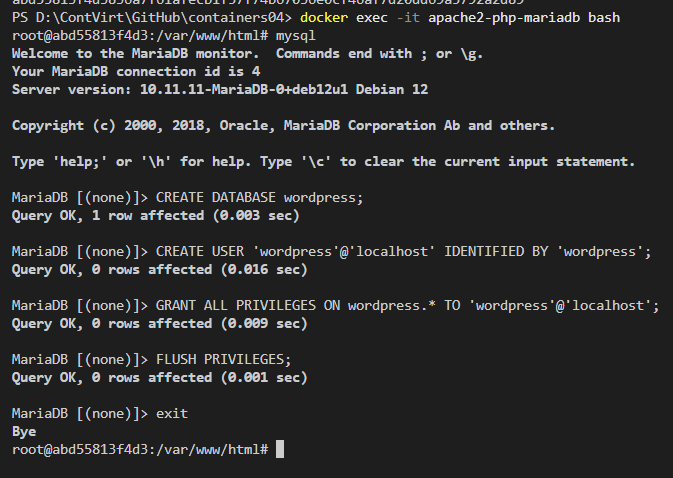 PS D:\ContVirt\GitHub\containers04> docker exec -it apache2-php-mariadb bash
root@abd55813f4d3:/var/www/html# mysql
Welcome to the MariaDB monitor.  Commands end with ; or \g.
Your MariaDB connection id is 4
Server version: 10.11.11-MariaDB-0+deb12u1 Debian 12
Copyright (c) 2000, 2018, Oracle, MariaDB Corporation Ab and others.
Type 'help;' or '\h' for help. Type '\c' to clear the current input statement.
MariaDB [(none)]> CREATE DATABASE wordpress;
Query OK, 1 row affected (0.003 sec)
MariaDB [(none)]> CREATE USER 'wordpress'@'localhost' IDENTIFIED BY 'wordpress';
Query OK, 0 rows affected (0.016 sec)
MariaDB [(none)]> GRANT ALL PRIVILEGES ON wordpress.* TO 'wordpress'@'localhost';
Query OK, 0 rows affected (0.009 sec)
MariaDB [(none)]> FLUSH PRIVILEGES;
Query OK, 0 rows affected (0.001 sec)
MariaDB [(none)]> exit
Bye
root@abd55813f4d3:/var/www/html#